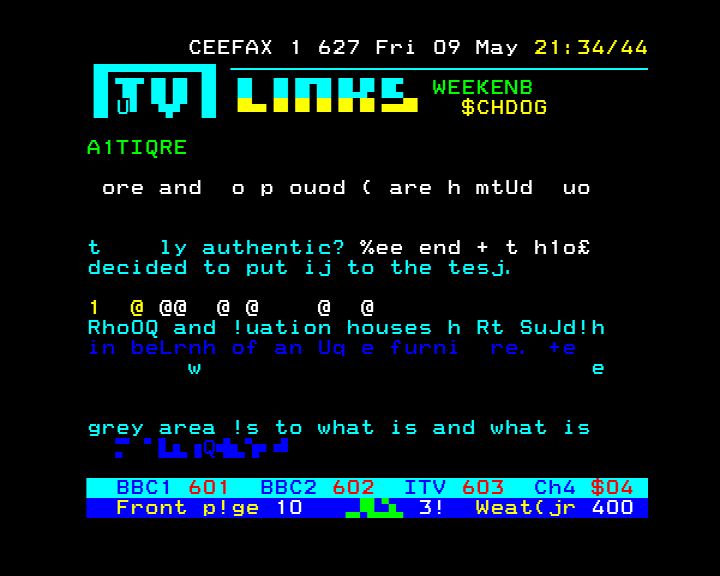 CEEFAX 1 627 Fri 09 May 21:34/44
TV LINKS WEEKENB
U $CHDOG
A1TIQRE
ore and o p ouod ( are h mtUd uo
t ly authentic? %ee end + t h1o£
decided to put ij to the tesj.
1 @ @@ @ @ @ @
RhoOQ and !uation houses h Rt SuJd!h
in beLrnh of an Uq e furni re. +e
w e
grey area !s to what is and what is
Q
BBC1 601 BBC2 602 ITV 603 Ch4 $04
Front p!ge 10 3! Weat(jr 400